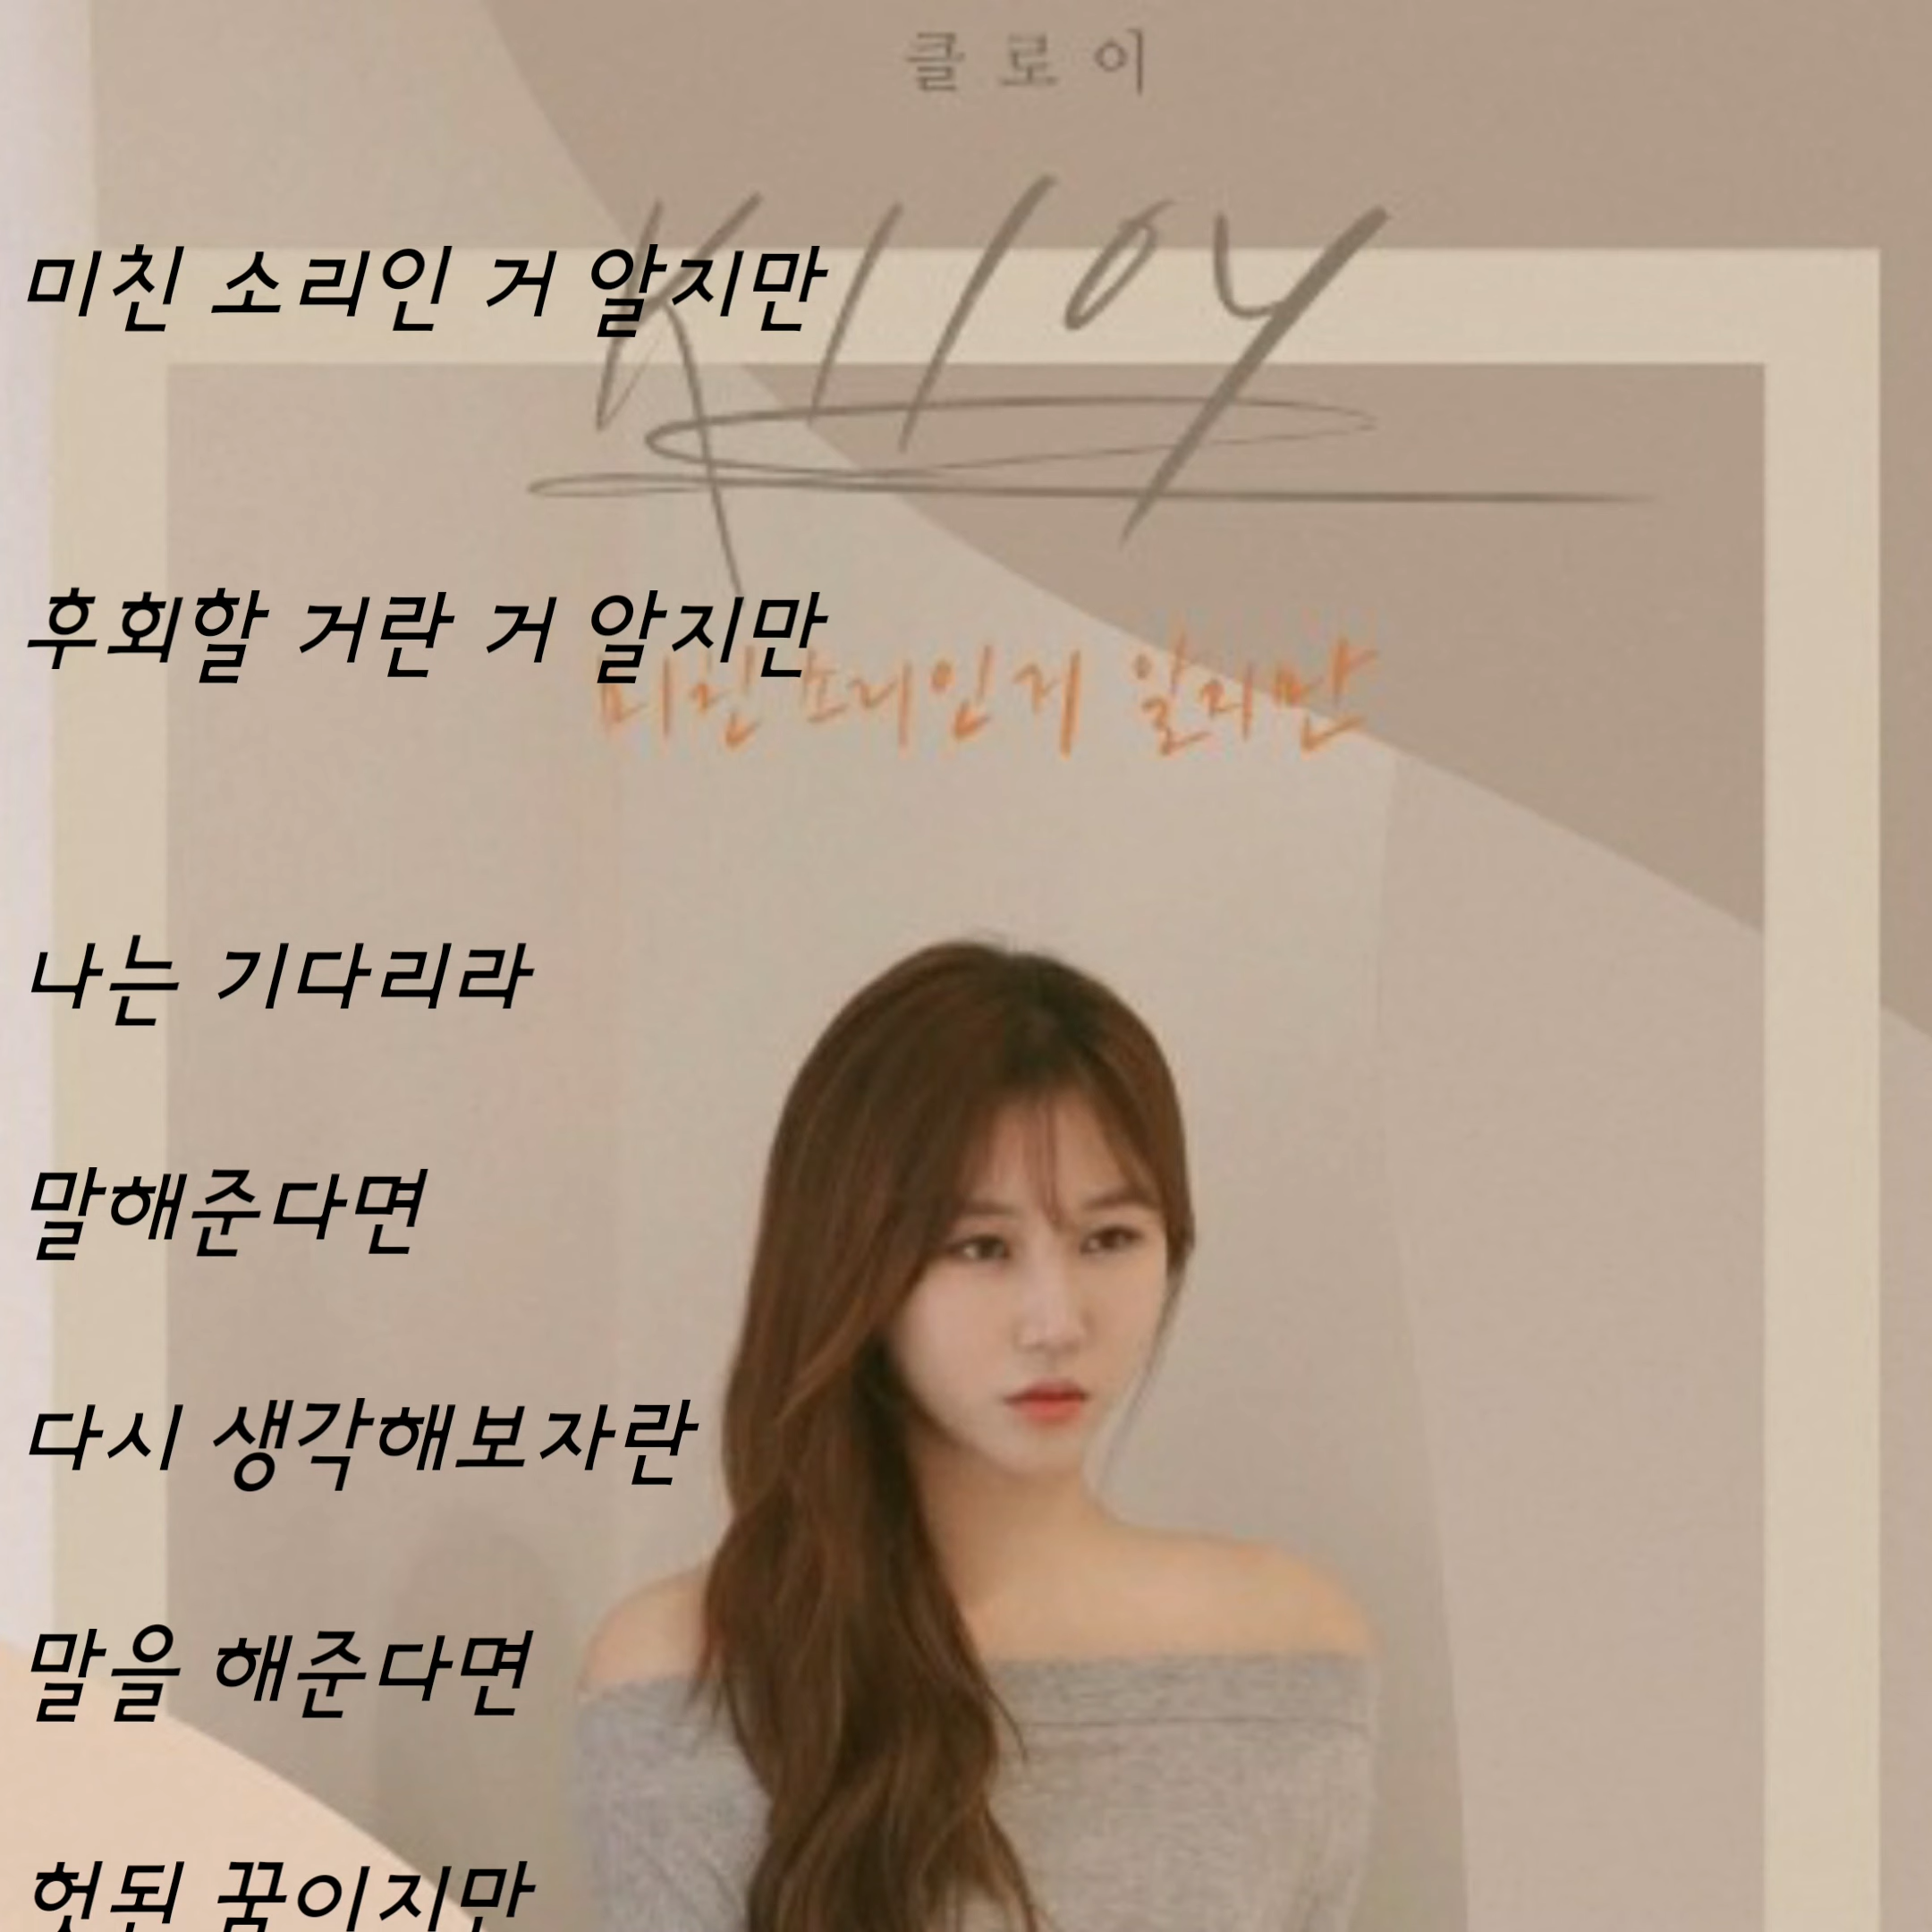 클로이
Klloy
미친 소리인 거 알지만
후회할 거란 거 알지만
미친 소리인 거 알지만
나는 기다리라
말해준다면
다시 생각해보자란
말을 해준다면
헛된 꿈이지만